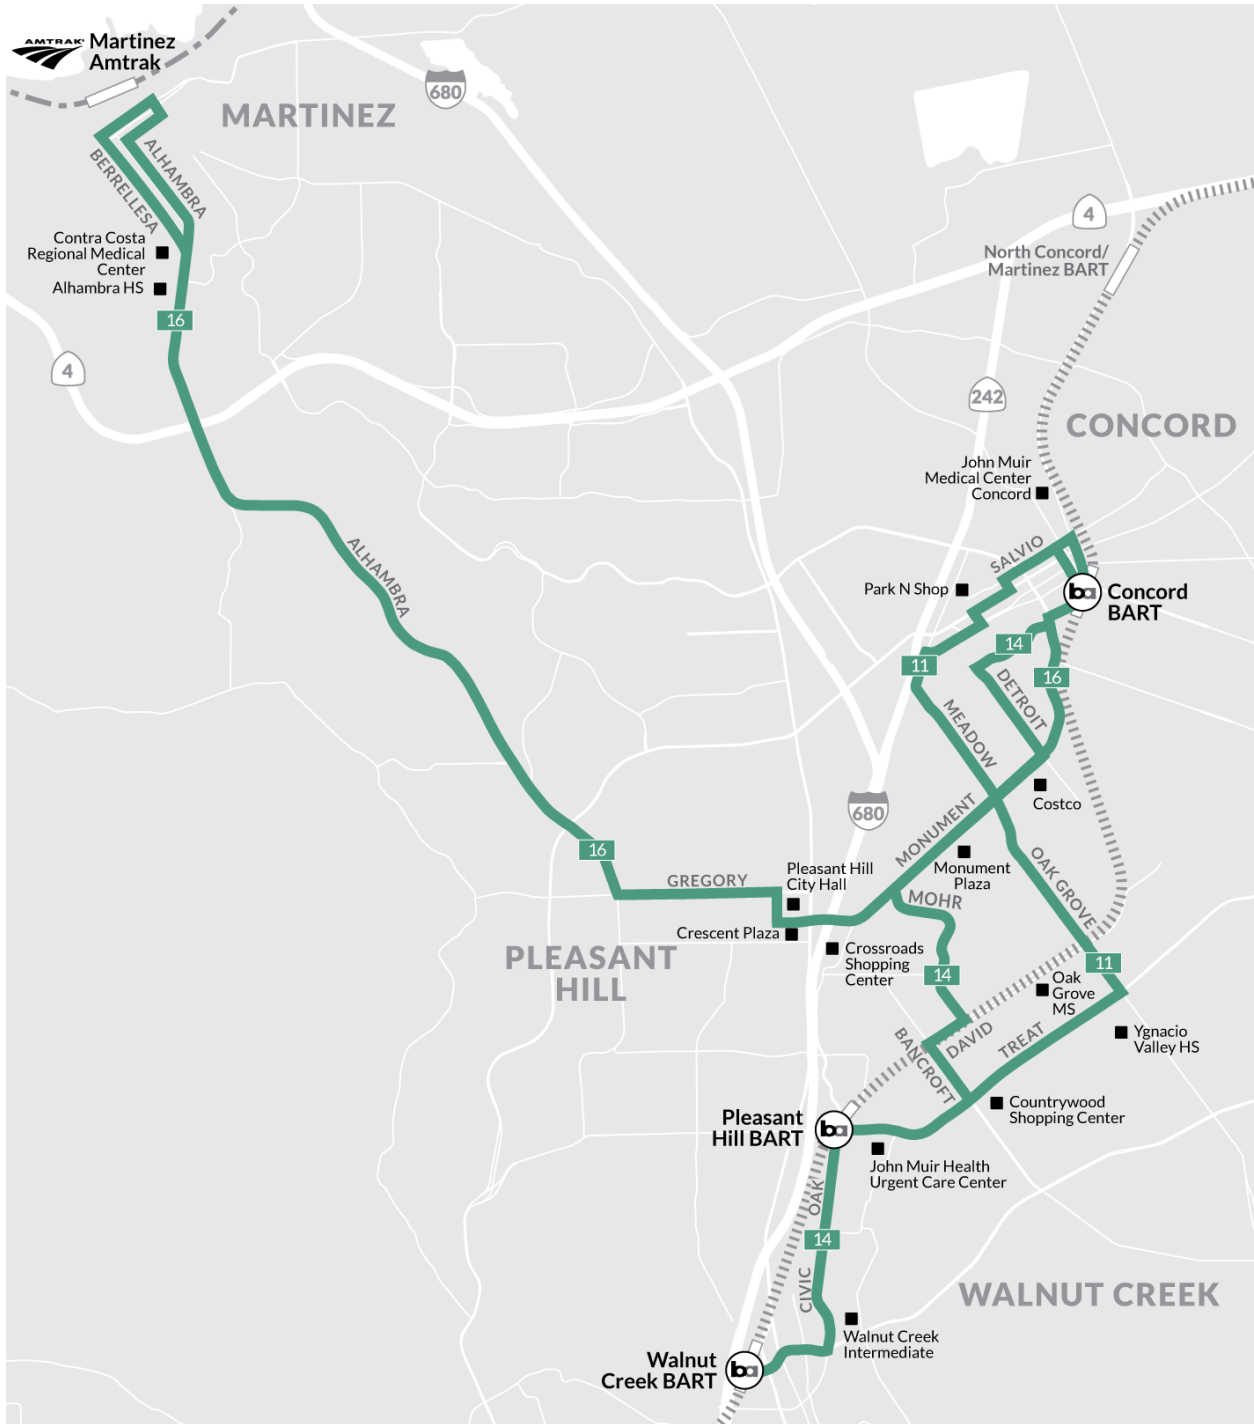 AMTRAK
Martinez
Amtrak
MARTINEZ
680
ALHAMBRA
BERRELLESA
4
North Concord/
Martinez BART
Contra Costa
Regional Medical
Center
Alhambra HS
16
4
242
CONCORD
John Muir
Medical Center
Concord
ALHAMBRA
SALVIO
Park N Shop
ba
Concord
BART
14
11
16
DETROIT
MEADOW
Costco
680
MONUMENT
16
Monument
Plaza
OAK GROVE
Pleasant Hill
City Hall
GREGORY
MOHR
Crescent Plaza
Crossroads
Shopping
Center
PLEASANT
HILL
11
14
Oak
Grove
MS
Ygnacio
Valley HS
BANCROFT
DAVID
TREAT
Countrywood
Shopping Center
Pleasant
Hill BART
ba
John Muir Health
Urgent Care Center
OAK
14
CIVIC
WALNUT CREEK
Walnut Creek
Intermediate
Walnut
Creek BART
ba